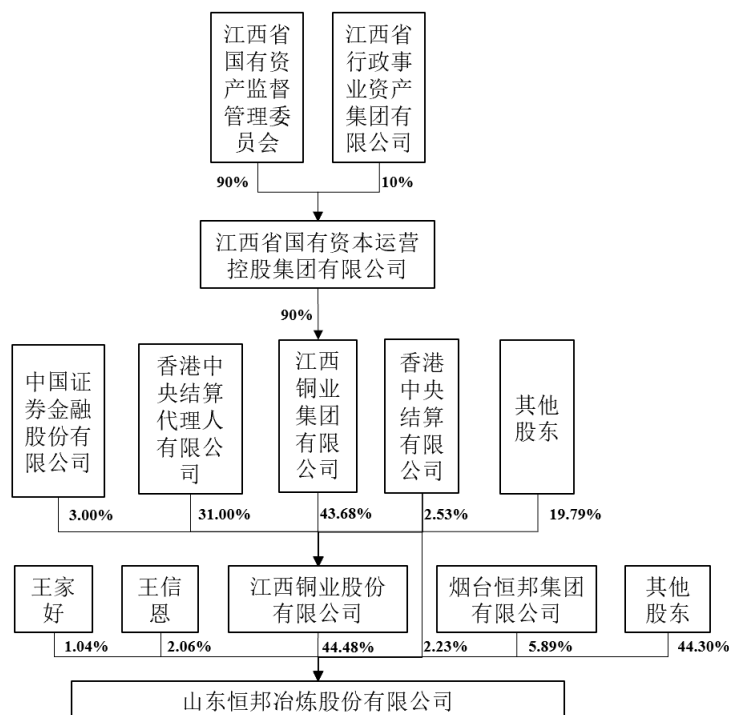 江西省
国有资
产监督
管理委
员会
江西省
行政事
业资产
集团有
限公司
90%
10%
江西省国有资本运营
控股集团有限公司
90%
中国证
券金融
股份有
限公司
香港中
央结算
代理人
有限公
司
江西
铜业
集团
有限
公司
香港
中央
结算
有限
公司
其他
股东
3.00%
31.00%
43.68%
2.53%
19.79%
王家
好
王信
恩
江西铜业股份
有限公司
烟台恒邦集团
有限公司
其他
股东
1.04%
2.06%
44.48%
2.23%
5.89%
44.30%
山东恒邦冶炼股份有限公司